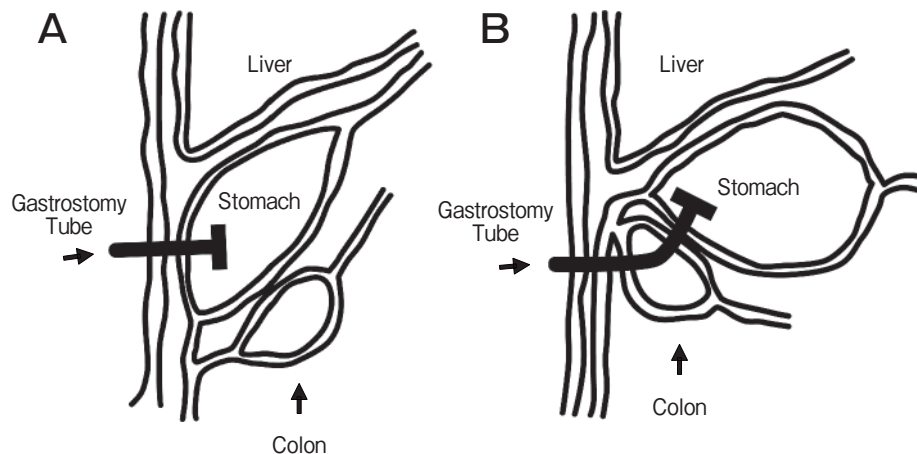 A
Liver
Stomach
Gastrostomy
Tube
Colon
B
Liver
Stomach
Gastrostomy
Tube
Colon